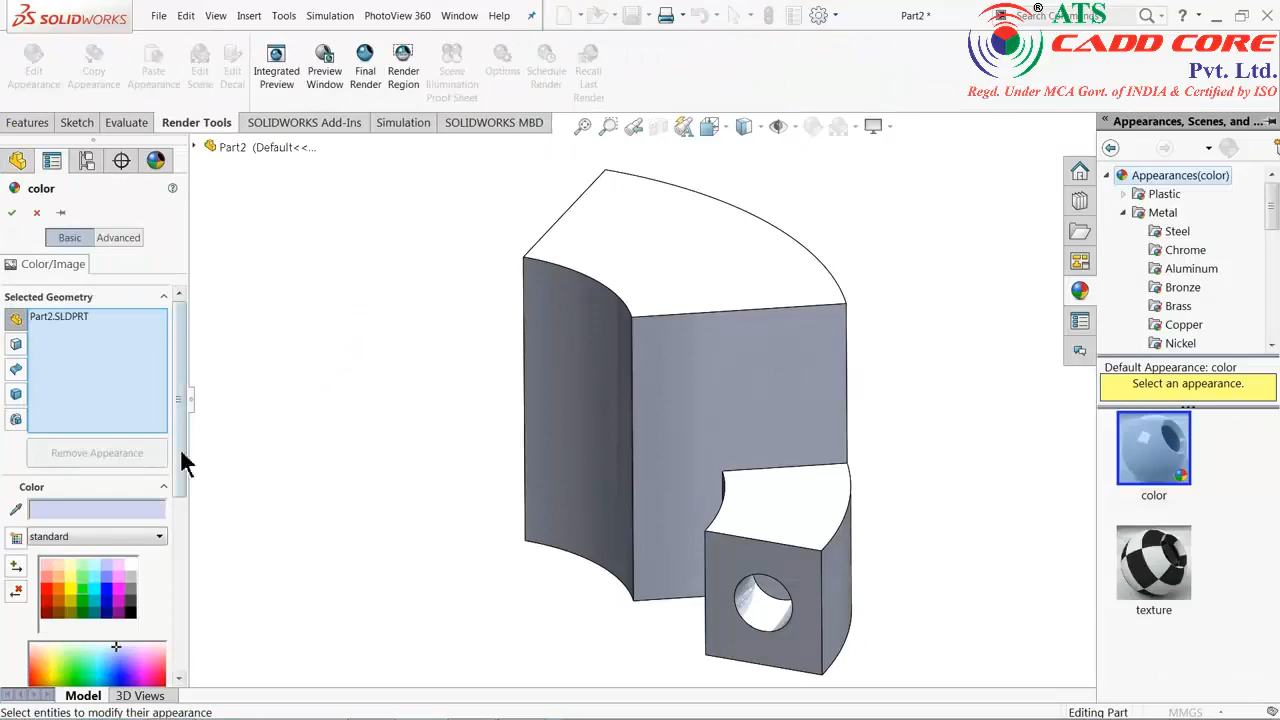 SOLIDWORKS
File Edit View Insert Tools Simulation PhotoView 360 Window Help
Part2 *
Search Commands
ATS
CADD CORE
Pvt. Ltd.
Regd. Under MCA Govt. of INDIA & Certified by ISO
Edit Appearance
Copy Appearance
Paste Appearance
Edit Scene
Edit Decal
Integrated Preview
Preview Window
Final Render
Render Region
Scene Illumination Proof Sheet
Options
Schedule Render
Recall Last Render
Features Sketch Evaluate Render Tools SOLIDWORKS Add-Ins Simulation SOLIDWORKS MBD
Part2 (Default<<...
color
Basic Advanced
Color/Image
Selected Geometry
Part2.SLDPRT
Remove Appearance
Color
standard
Appearances, Scenes, and ...
Appearances(color)
Plastic
Metal
Steel
Chrome
Aluminum
Bronze
Brass
Copper
Nickel
Default Appearance: color
Select an appearance.
color
texture
Model 3D Views
Select entities to modify their appearance
Editing Part MMGS